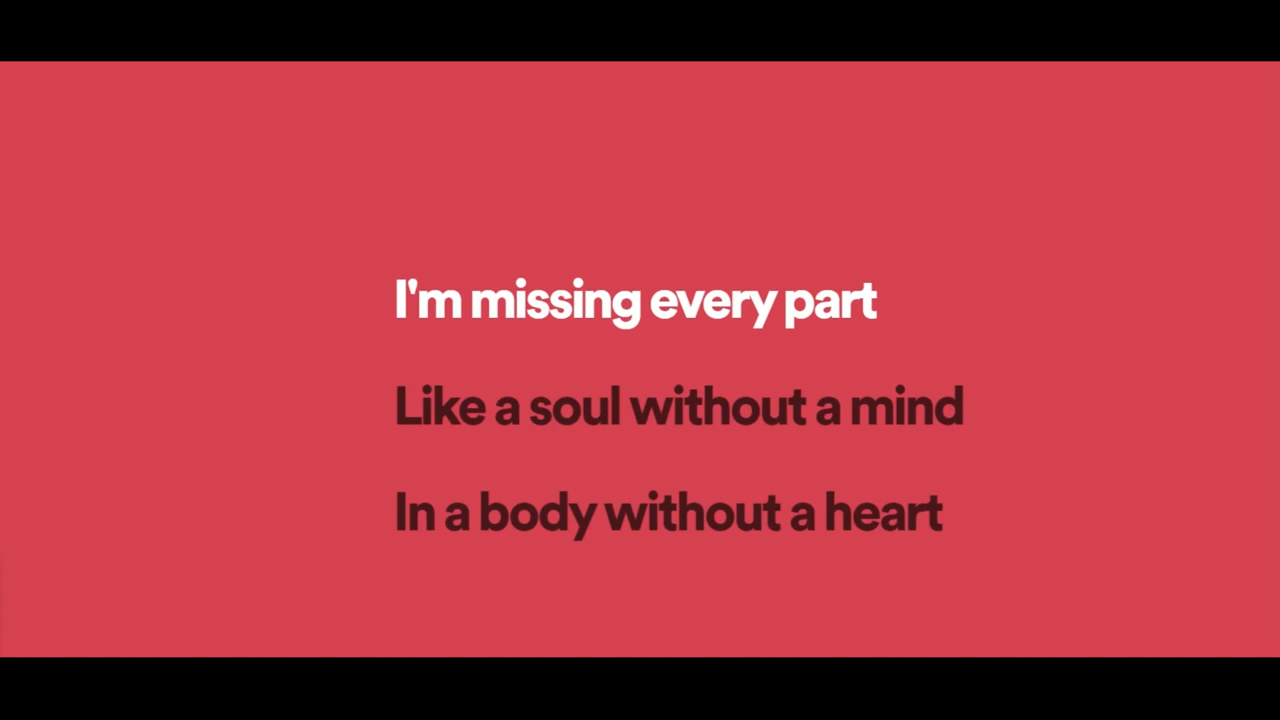 I'm missing every part
Like a soul without a mind
In a body without a heart